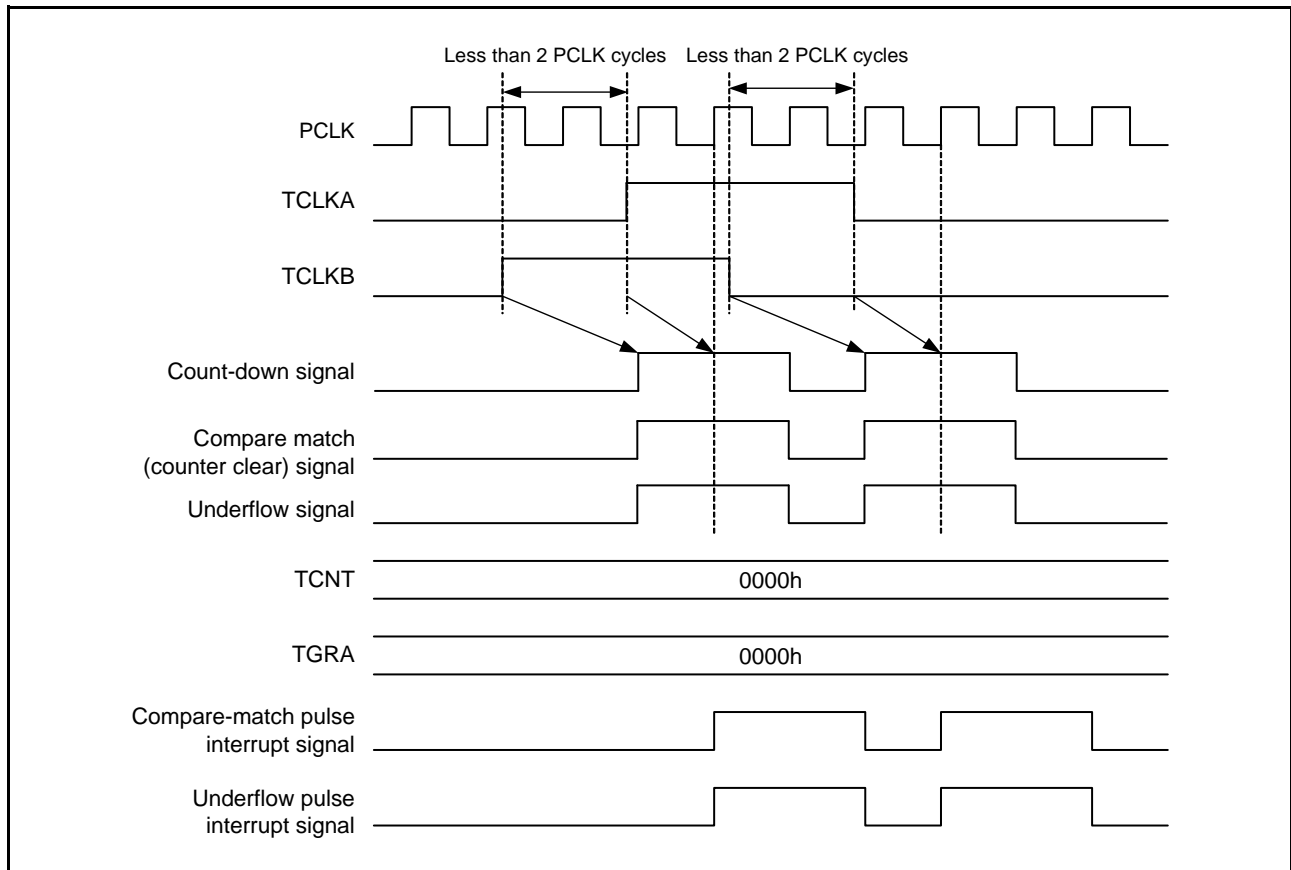 Less than 2 PCLK cycles Less than 2 PCLK cycles
PCLK
TCLKA
TCLKB
Count-down signal
Compare match
(counter clear) signal
Underflow signal
TCNT 0000h
TGRA 0000h
Compare-match pulse
interrupt signal
Underflow pulse
interrupt signal